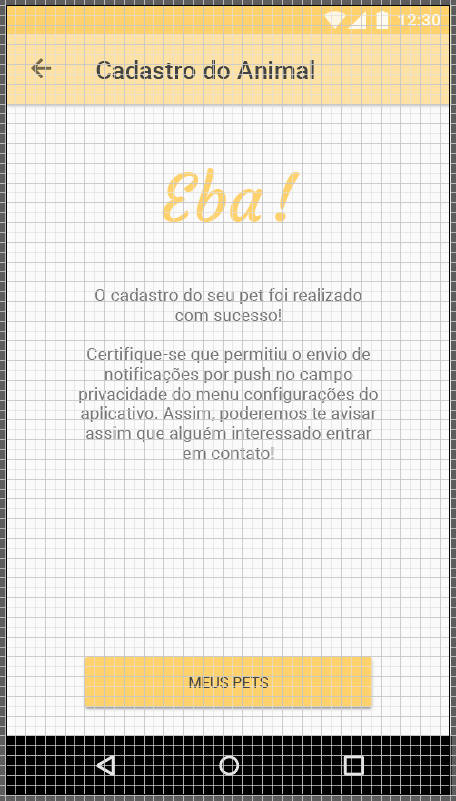 12:30
Cadastro do Animal
Eba!
O cadastro do seu pet foi realizado
com sucesso!
Certifique-se que permitiu o envio de
notificações por push no campo
privacidade do menu configurações do
aplicativo. Assim, poderemos te avisar
assim que alguém interessado entrar
em contato!
MEUS PETS